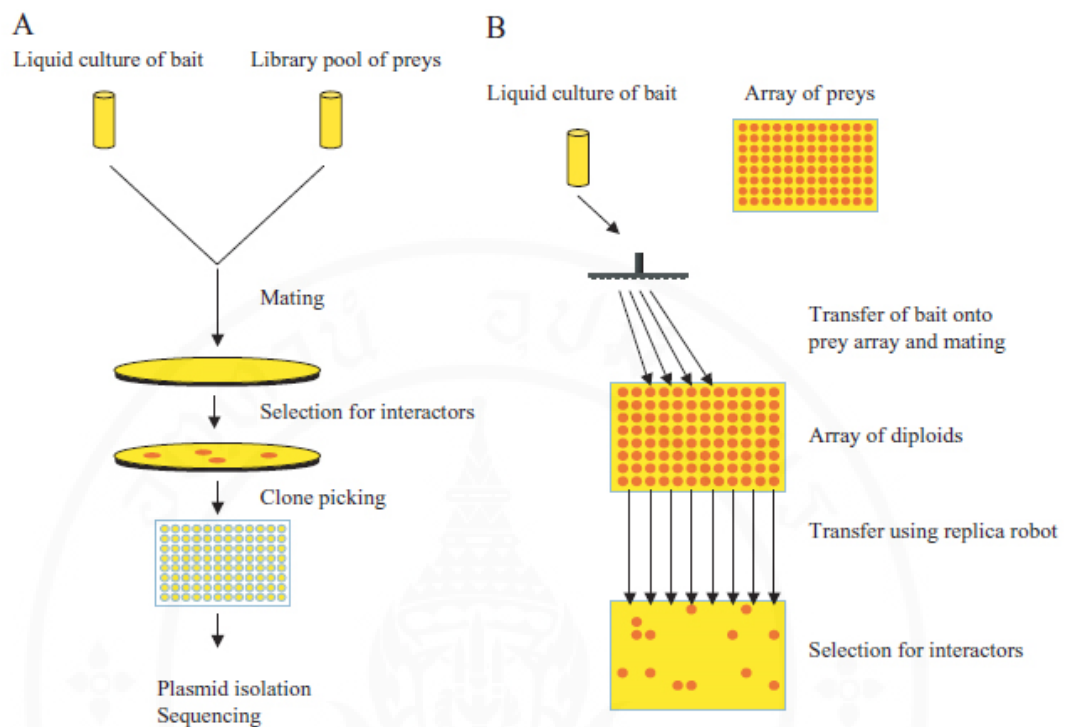 A
Liquid culture of bait
Library pool of preys
Mating
Selection for interactors
Clone picking
Plasmid isolation
Sequencing
B
Liquid culture of bait
Array of preys
Transfer of bait onto
prey array and mating
Array of diploids
Transfer using replica robot
Selection for interactors